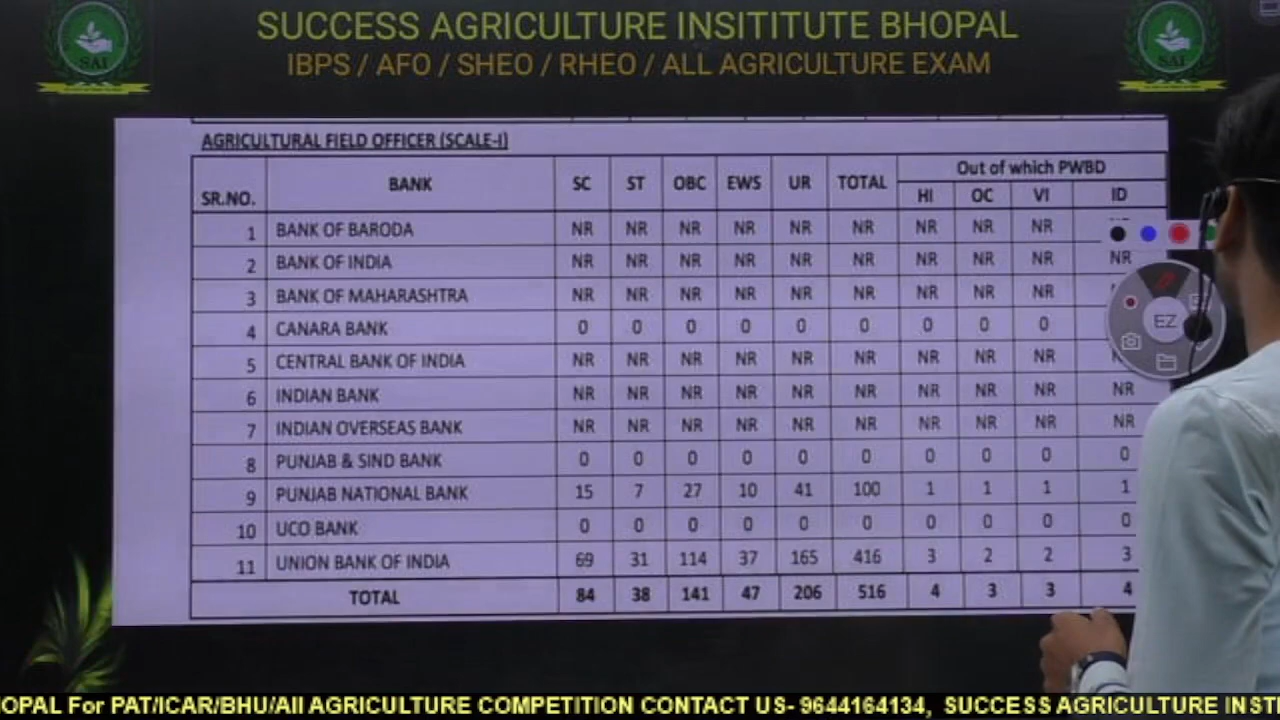 SUCCESS AGRICULTURE INSITITUTE BHOPAL
IBPS / AFO / SHEO / RHEO / ALL AGRICULTURE EXAM
SAI
SAI
AGRICULTURAL FIELD OFFICER (SCALE-I)
SR.NO. BANK SC ST OBC EWS UR TOTAL Out of which PWBD
HI OC VI ID
1 BANK OF BARODA NR NR NR NR NR NR NR NR NR
2 BANK OF INDIA NR NR NR NR NR NR NR NR NR NR
3 BANK OF MAHARASHTRA NR NR NR NR NR NR NR NR NR
4 CANARA BANK 0 0 0 0 0 0 0 0 0
5 CENTRAL BANK OF INDIA NR NR NR NR NR NR NR NR NR
6 INDIAN BANK NR NR NR NR NR NR NR NR NR NR
7 INDIAN OVERSEAS BANK NR NR NR NR NR NR NR NR NR NR
8 PUNJAB & SIND BANK 0 0 0 0 0 0 0 0 0 0
9 PUNJAB NATIONAL BANK 15 7 27 10 41 100 1 1 1 1
10 UCO BANK 0 0 0 0 0 0 0 0 0 0
11 UNION BANK OF INDIA 69 31 114 37 165 416 3 2 2 3
TOTAL 84 38 141 47 206 516 4 3 3 4
EZ
OPAL For PAT/ICAR/BHU/All AGRICULTURE COMPETITION CONTACT US- 9644164134, SUCCESS AGRICULTURE INSTI